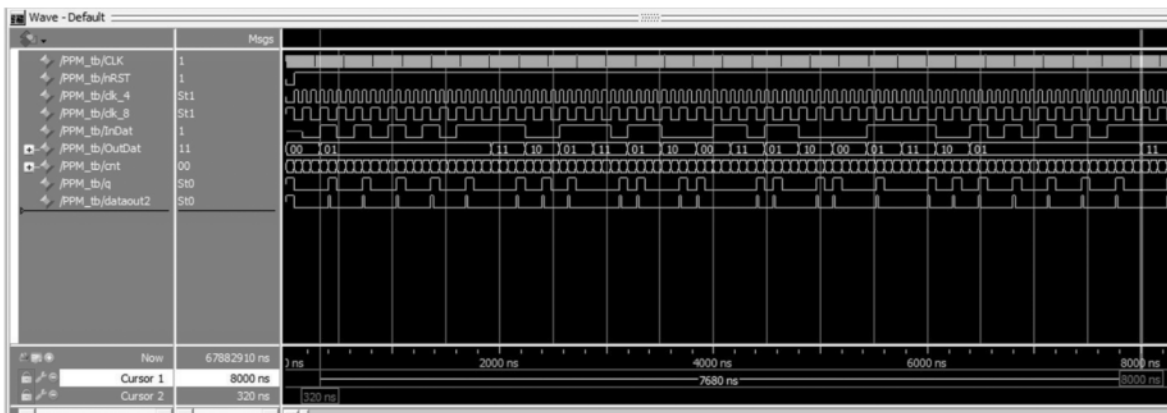 Wave - Default
Msgs
/PPM_tb/CLK 1
/PPM_tb/nRST 1
/PPM_tb/clk_4 St1
/PPM_tb/clk_8 St1
/PPM_tb/InDat 1
/PPM_tb/OutDat 11 00 01 11 10 01 11 01 10 00 11 01 10 00 01 11 10 01 11
/PPM_tb/cnt 00
/PPM_tb/q St0
/PPM_tb/dataout2 St0
Now 67882910 ns ns 2000 ns 4000 ns 6000 ns 8000 ns
Cursor 1 8000 ns 7680 ns 8000 ns
Cursor 2 320 ns 320 ns